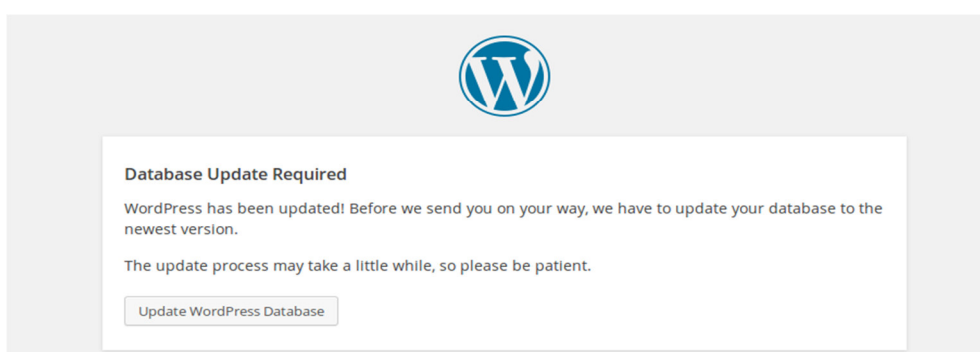 Database Update Required
WordPress has been updated! Before we send you on your way, we have to update your database to the
newest version.
The update process may take a little while, so please be patient.
Update WordPress Database